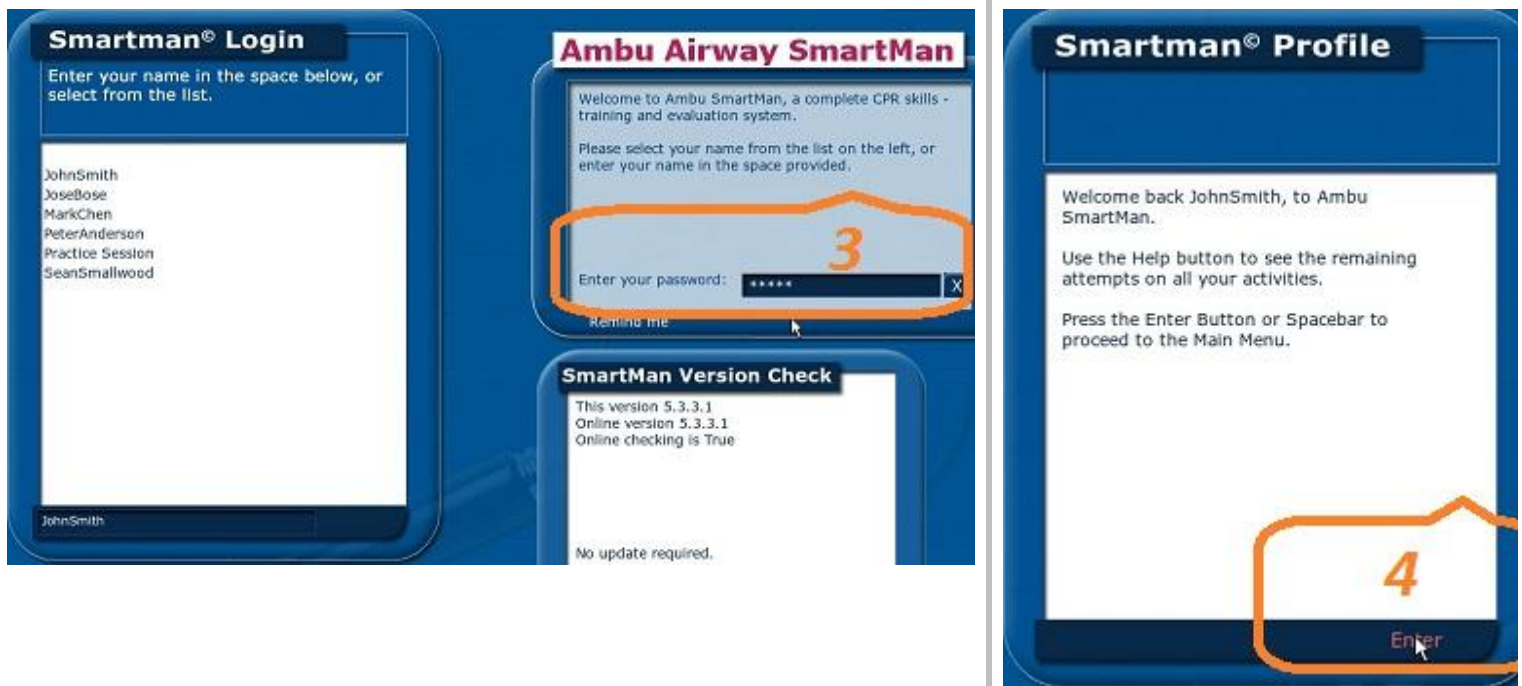 Smartman© Login
Enter your name in the space below, or
select from the list.
JohnSmith
JoseBose
MarkChen
PeterAnderson
Practice Session
SeanSmallwood
JohnSmith
Ambu Airway SmartMan
Welcome to Ambu SmartMan, a complete CPR skills -
training and evaluation system.
Please select your name from the list on the left, or
enter your name in the space provided.
3
Enter your password: ***** X
Remind me
SmartMan Version Check
This version 5.3.3.1
Online version 5.3.3.1
Online checking is True
No update required.
Smartman© Profile
Welcome back JohnSmith, to Ambu
SmartMan.
Use the Help button to see the remaining
attempts on all your activities.
Press the Enter Button or Spacebar to
proceed to the Main Menu.
4
Enter